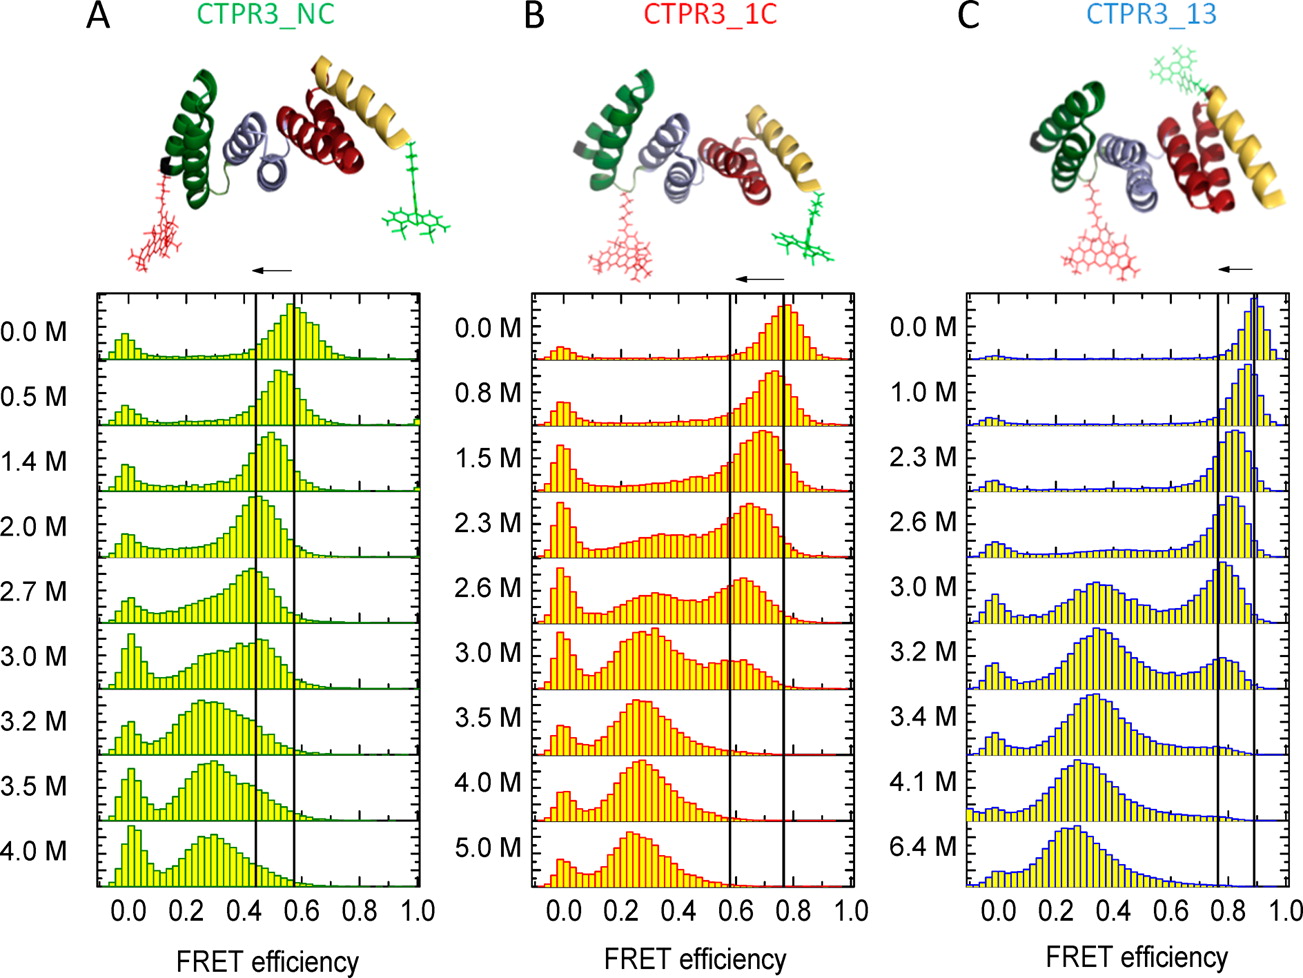 A CTPR3_NC
B CTPR3_1C
C CTPR3_13
0.0 M
0.5 M
1.4 M
2.0 M
2.7 M
3.0 M
3.2 M
3.5 M
4.0 M
0.0 0.2 0.4 0.6 0.8 1.0
FRET efficiency
0.0 M
0.8 M
1.5 M
2.3 M
2.6 M
3.0 M
3.5 M
4.0 M
5.0 M
0.0 0.2 0.4 0.6 0.8 1.0
FRET efficiency
0.0 M
1.0 M
2.3 M
2.6 M
3.0 M
3.2 M
3.4 M
4.1 M
6.4 M
0.0 0.2 0.4 0.6 0.8 1.0
FRET efficiency